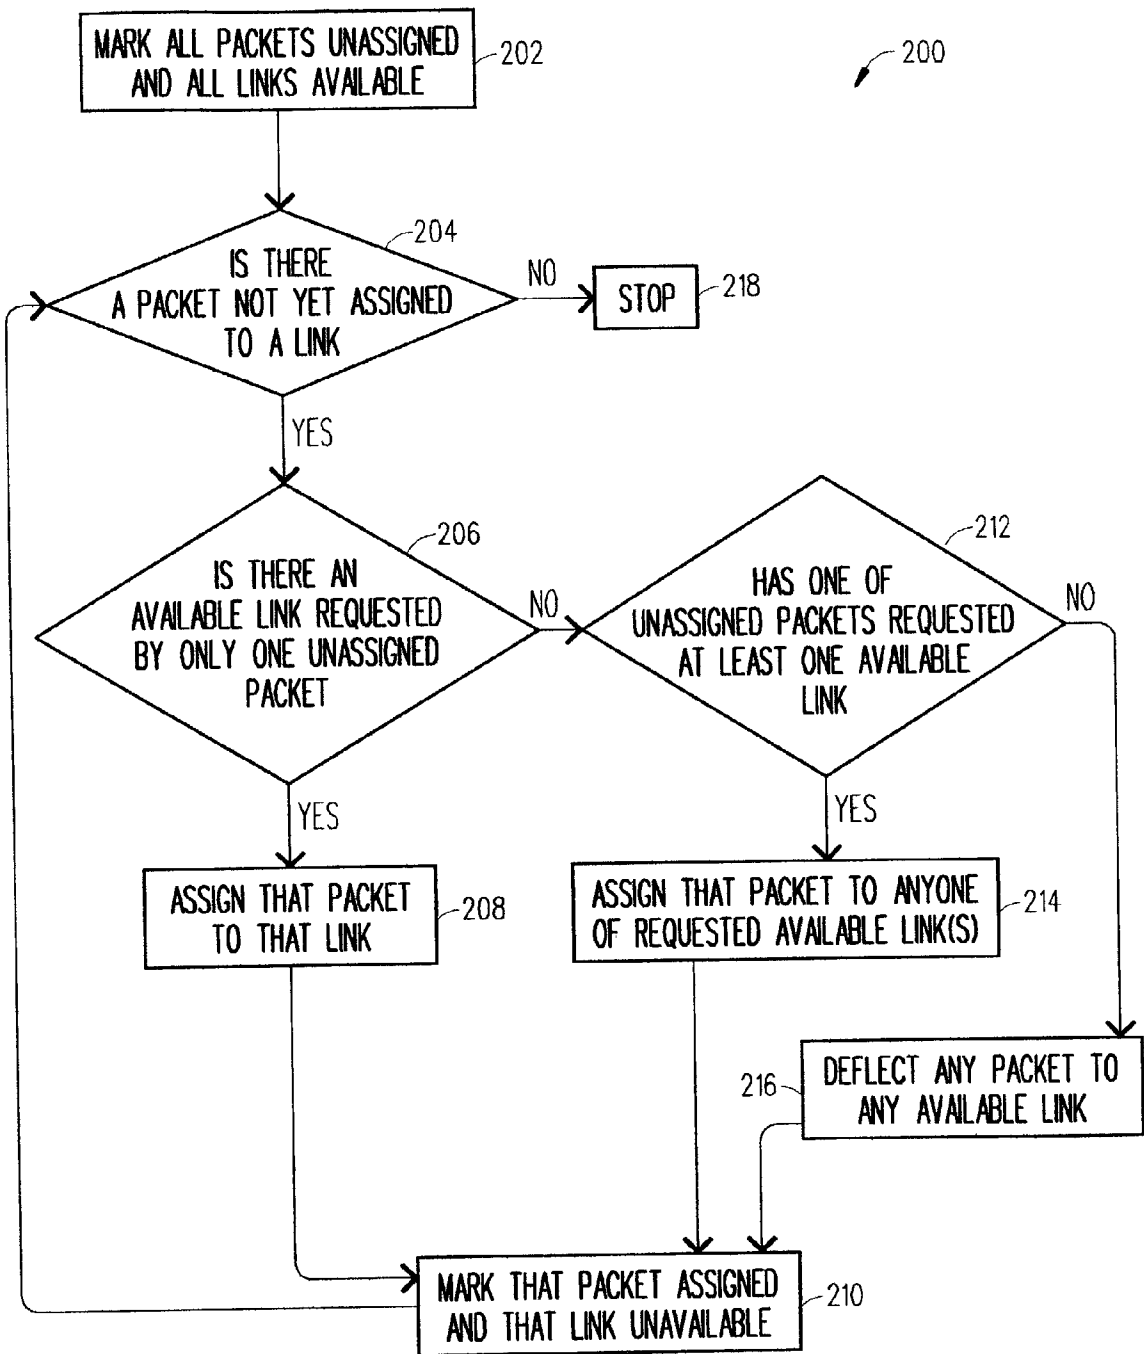 MARK ALL PACKETS UNASSIGNED
AND ALL LINKS AVAILABLE
202
200
204
IS THERE
A PACKET NOT YET ASSIGNED
TO A LINK
NO
STOP
218
YES
206
IS THERE AN
AVAILABLE LINK REQUESTED
BY ONLY ONE UNASSIGNED
PACKET
NO
212
HAS ONE OF
UNASSIGNED PACKETS REQUESTED
AT LEAST ONE AVAILABLE
LINK
NO
YES
YES
ASSIGN THAT PACKET
TO THAT LINK
208
ASSIGN THAT PACKET TO ANYONE
OF REQUESTED AVAILABLE LINK(S)
214
216
DEFLECT ANY PACKET TO
ANY AVAILABLE LINK
MARK THAT PACKET ASSIGNED
AND THAT LINK UNAVAILABLE
210